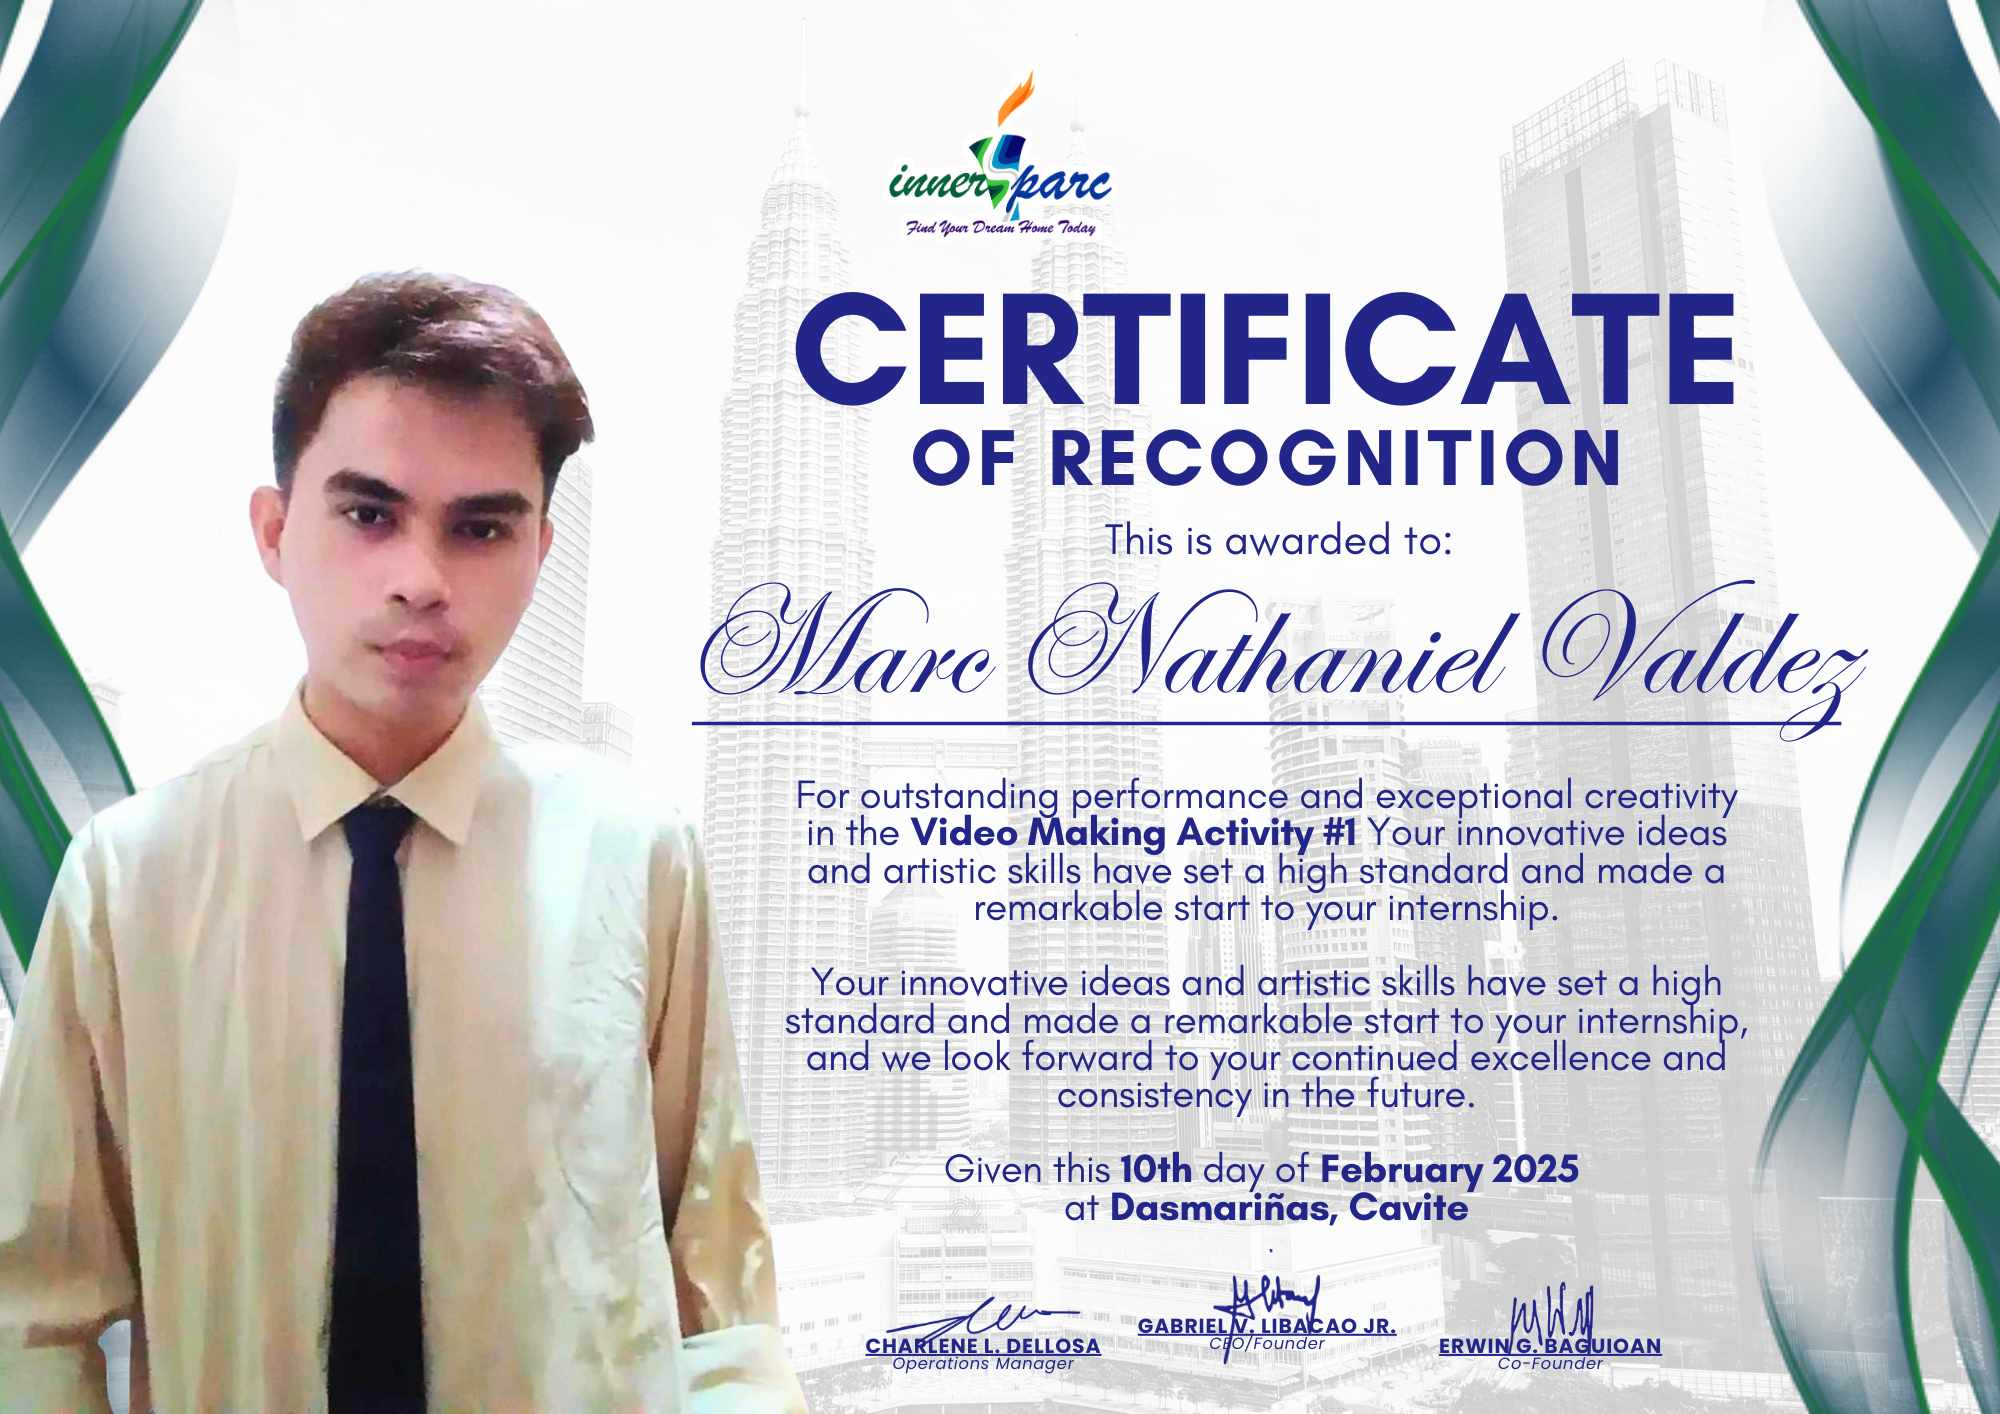 inner sparc
Find Your Dream Home Today
CERTIFICATE
OF RECOGNITION
This is awarded to:
Marc Nathaniel Valdez
For outstanding performance and exceptional creativity
in the Video Making Activity #1 Your innovative ideas
and artistic skills have set a high standard and made a
remarkable start to your internship.
Your innovative ideas and artistic skills have set a high
standard and made a remarkable start to your internship,
and we look forward to your continued excellence and
consistency in the future.
Given this 10th day of February 2025
at Dasmariñas, Cavite
CHARLENE L. DELLOSA
Operations Manager
GABRIEL V. LIBACAO JR.
CEO/Founder
ERWIN G. BAGUIOAN
Co-Founder